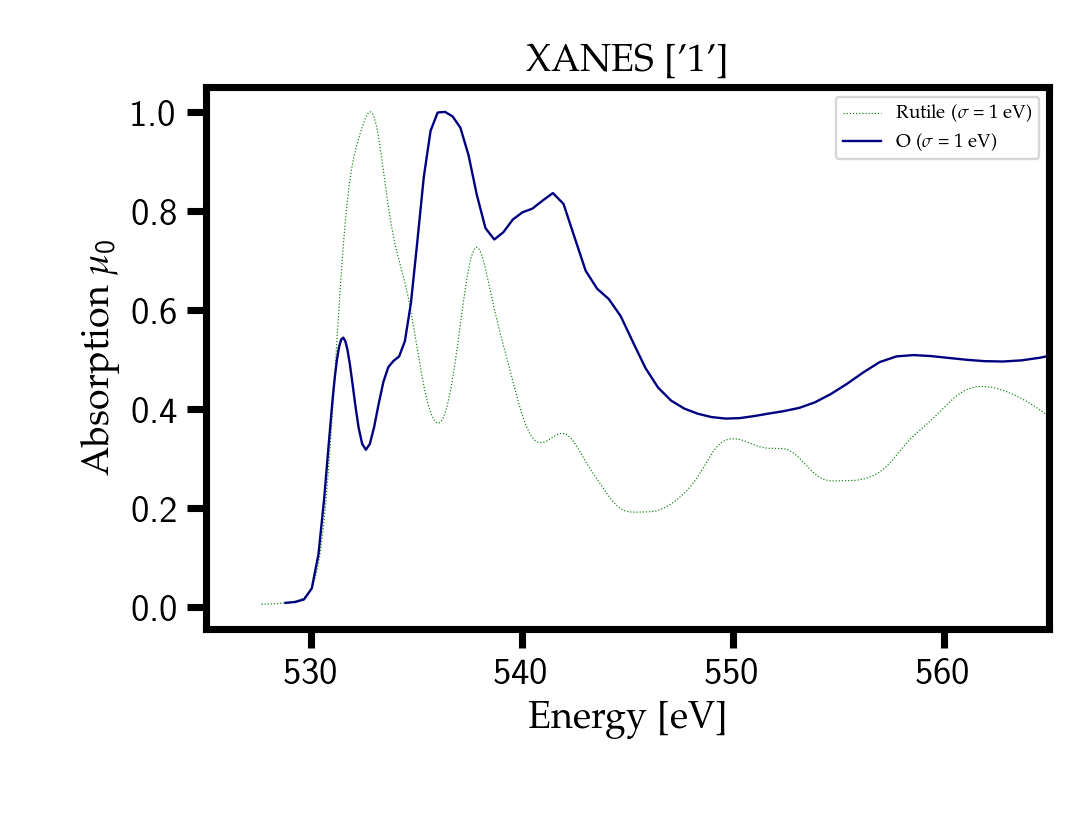 XANES ['1']
Rutile (σ = 1 eV)
O (σ = 1 eV)
Absorption μ₀
1.0
0.8
0.6
0.4
0.2
0.0
530 540 550 560
Energy [eV]